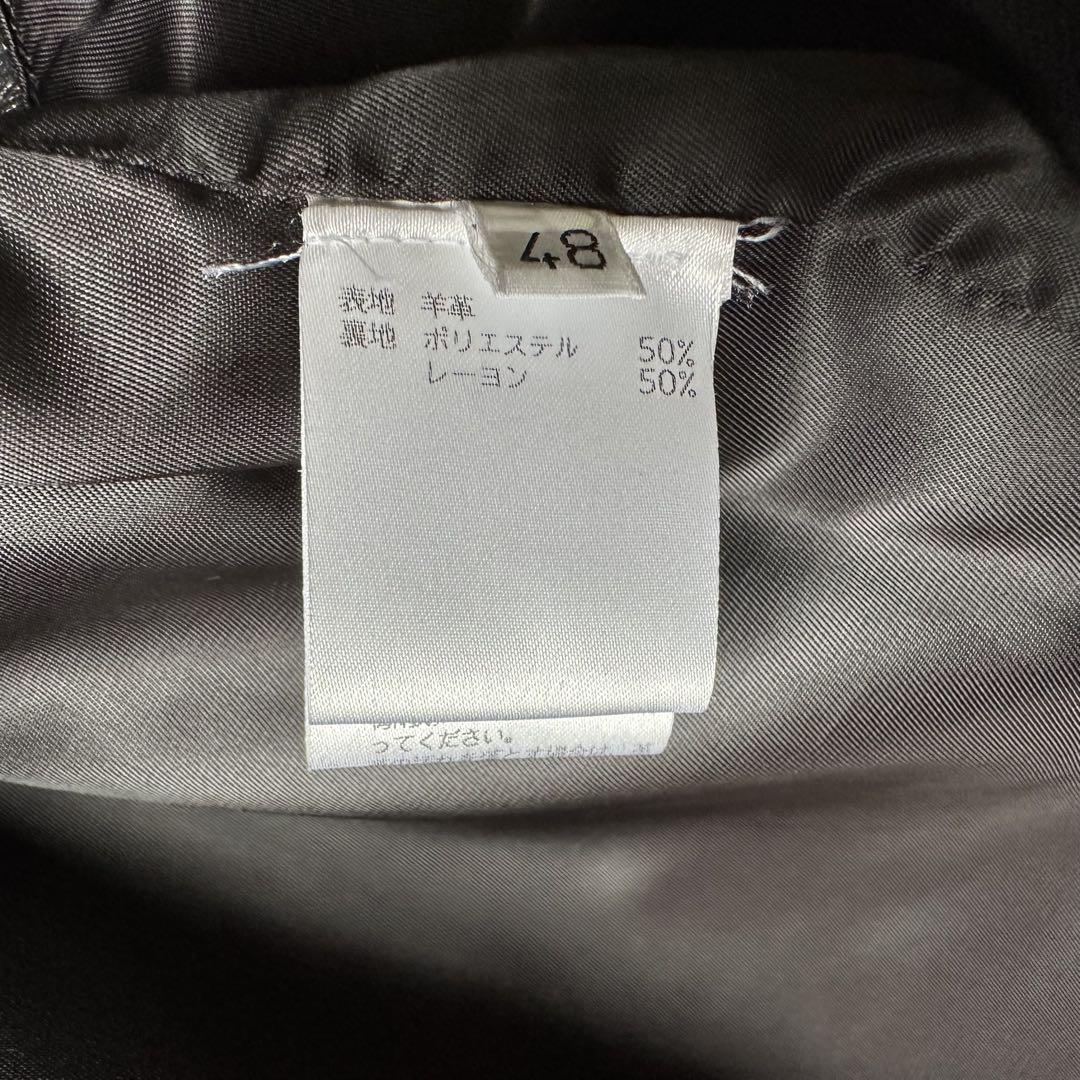 48
表地 羊革
裏地 ポリエステル 50%
レーヨン 50%
ってください。